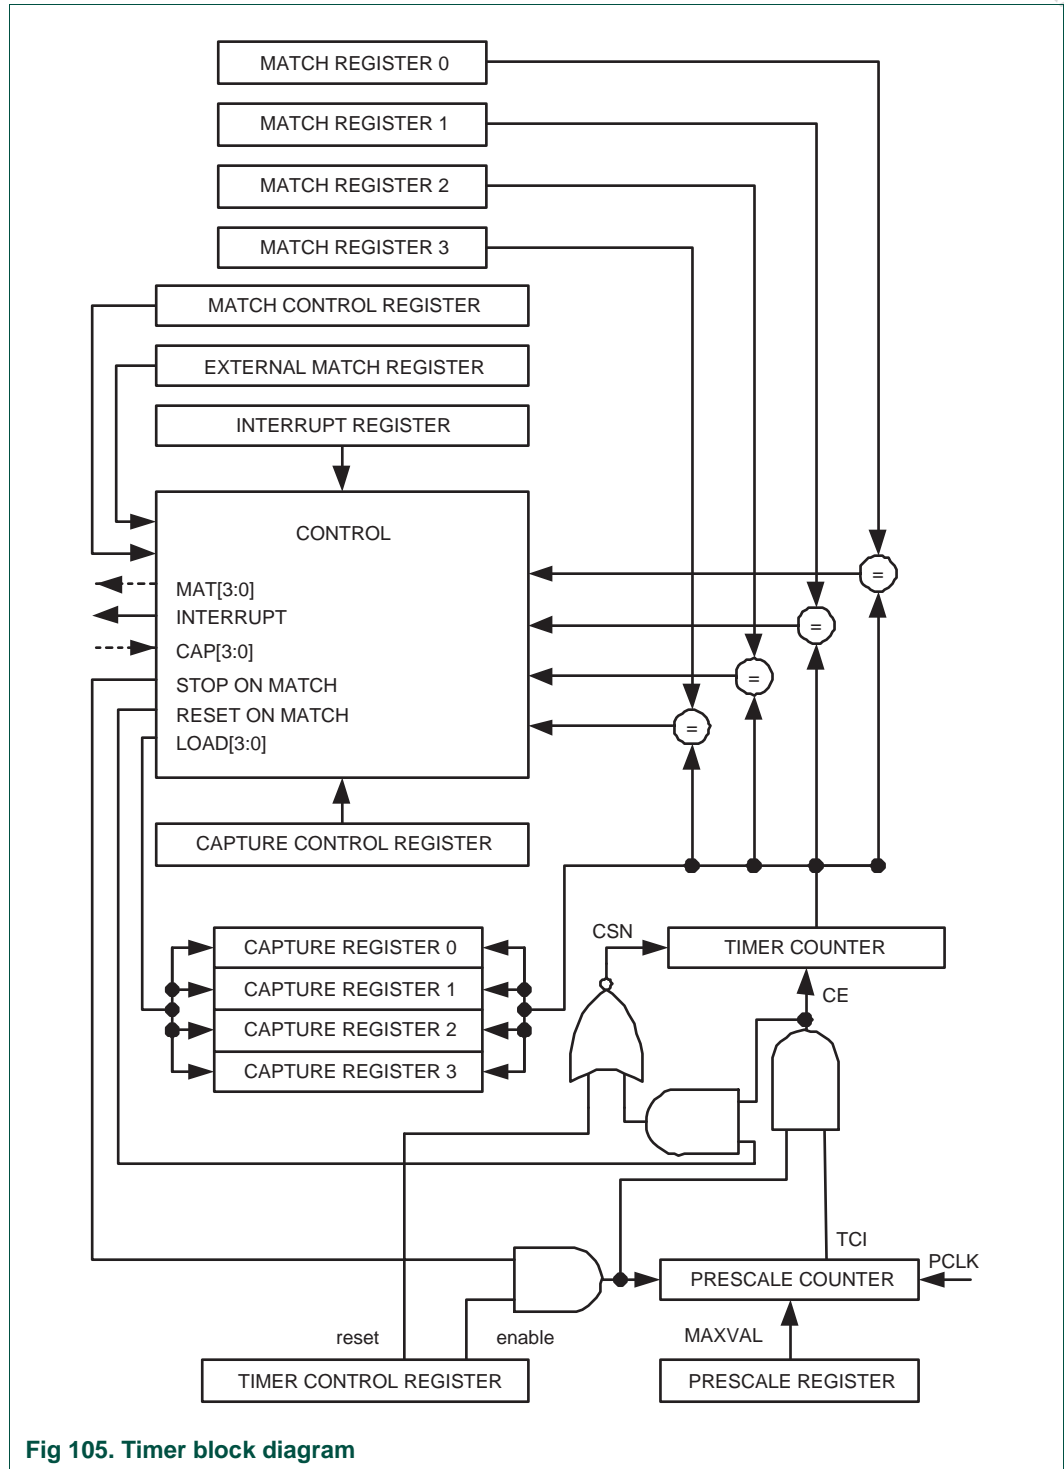 MATCH REGISTER 0
MATCH REGISTER 1
MATCH REGISTER 2
MATCH REGISTER 3
MATCH CONTROL REGISTER
EXTERNAL MATCH REGISTER
INTERRUPT REGISTER
CONTROL
=
=
=
=
MAT[3:0]
INTERRUPT
CAP[3:0]
STOP ON MATCH
RESET ON MATCH
LOAD[3:0]
CAPTURE CONTROL REGISTER
CSN
CAPTURE REGISTER 0
TIMER COUNTER
CAPTURE REGISTER 1
CE
CAPTURE REGISTER 2
CAPTURE REGISTER 3
TCI
PCLK
PRESCALE COUNTER
reset
enable
MAXVAL
TIMER CONTROL REGISTER
PRESCALE REGISTER
Fig 105. Timer block diagram